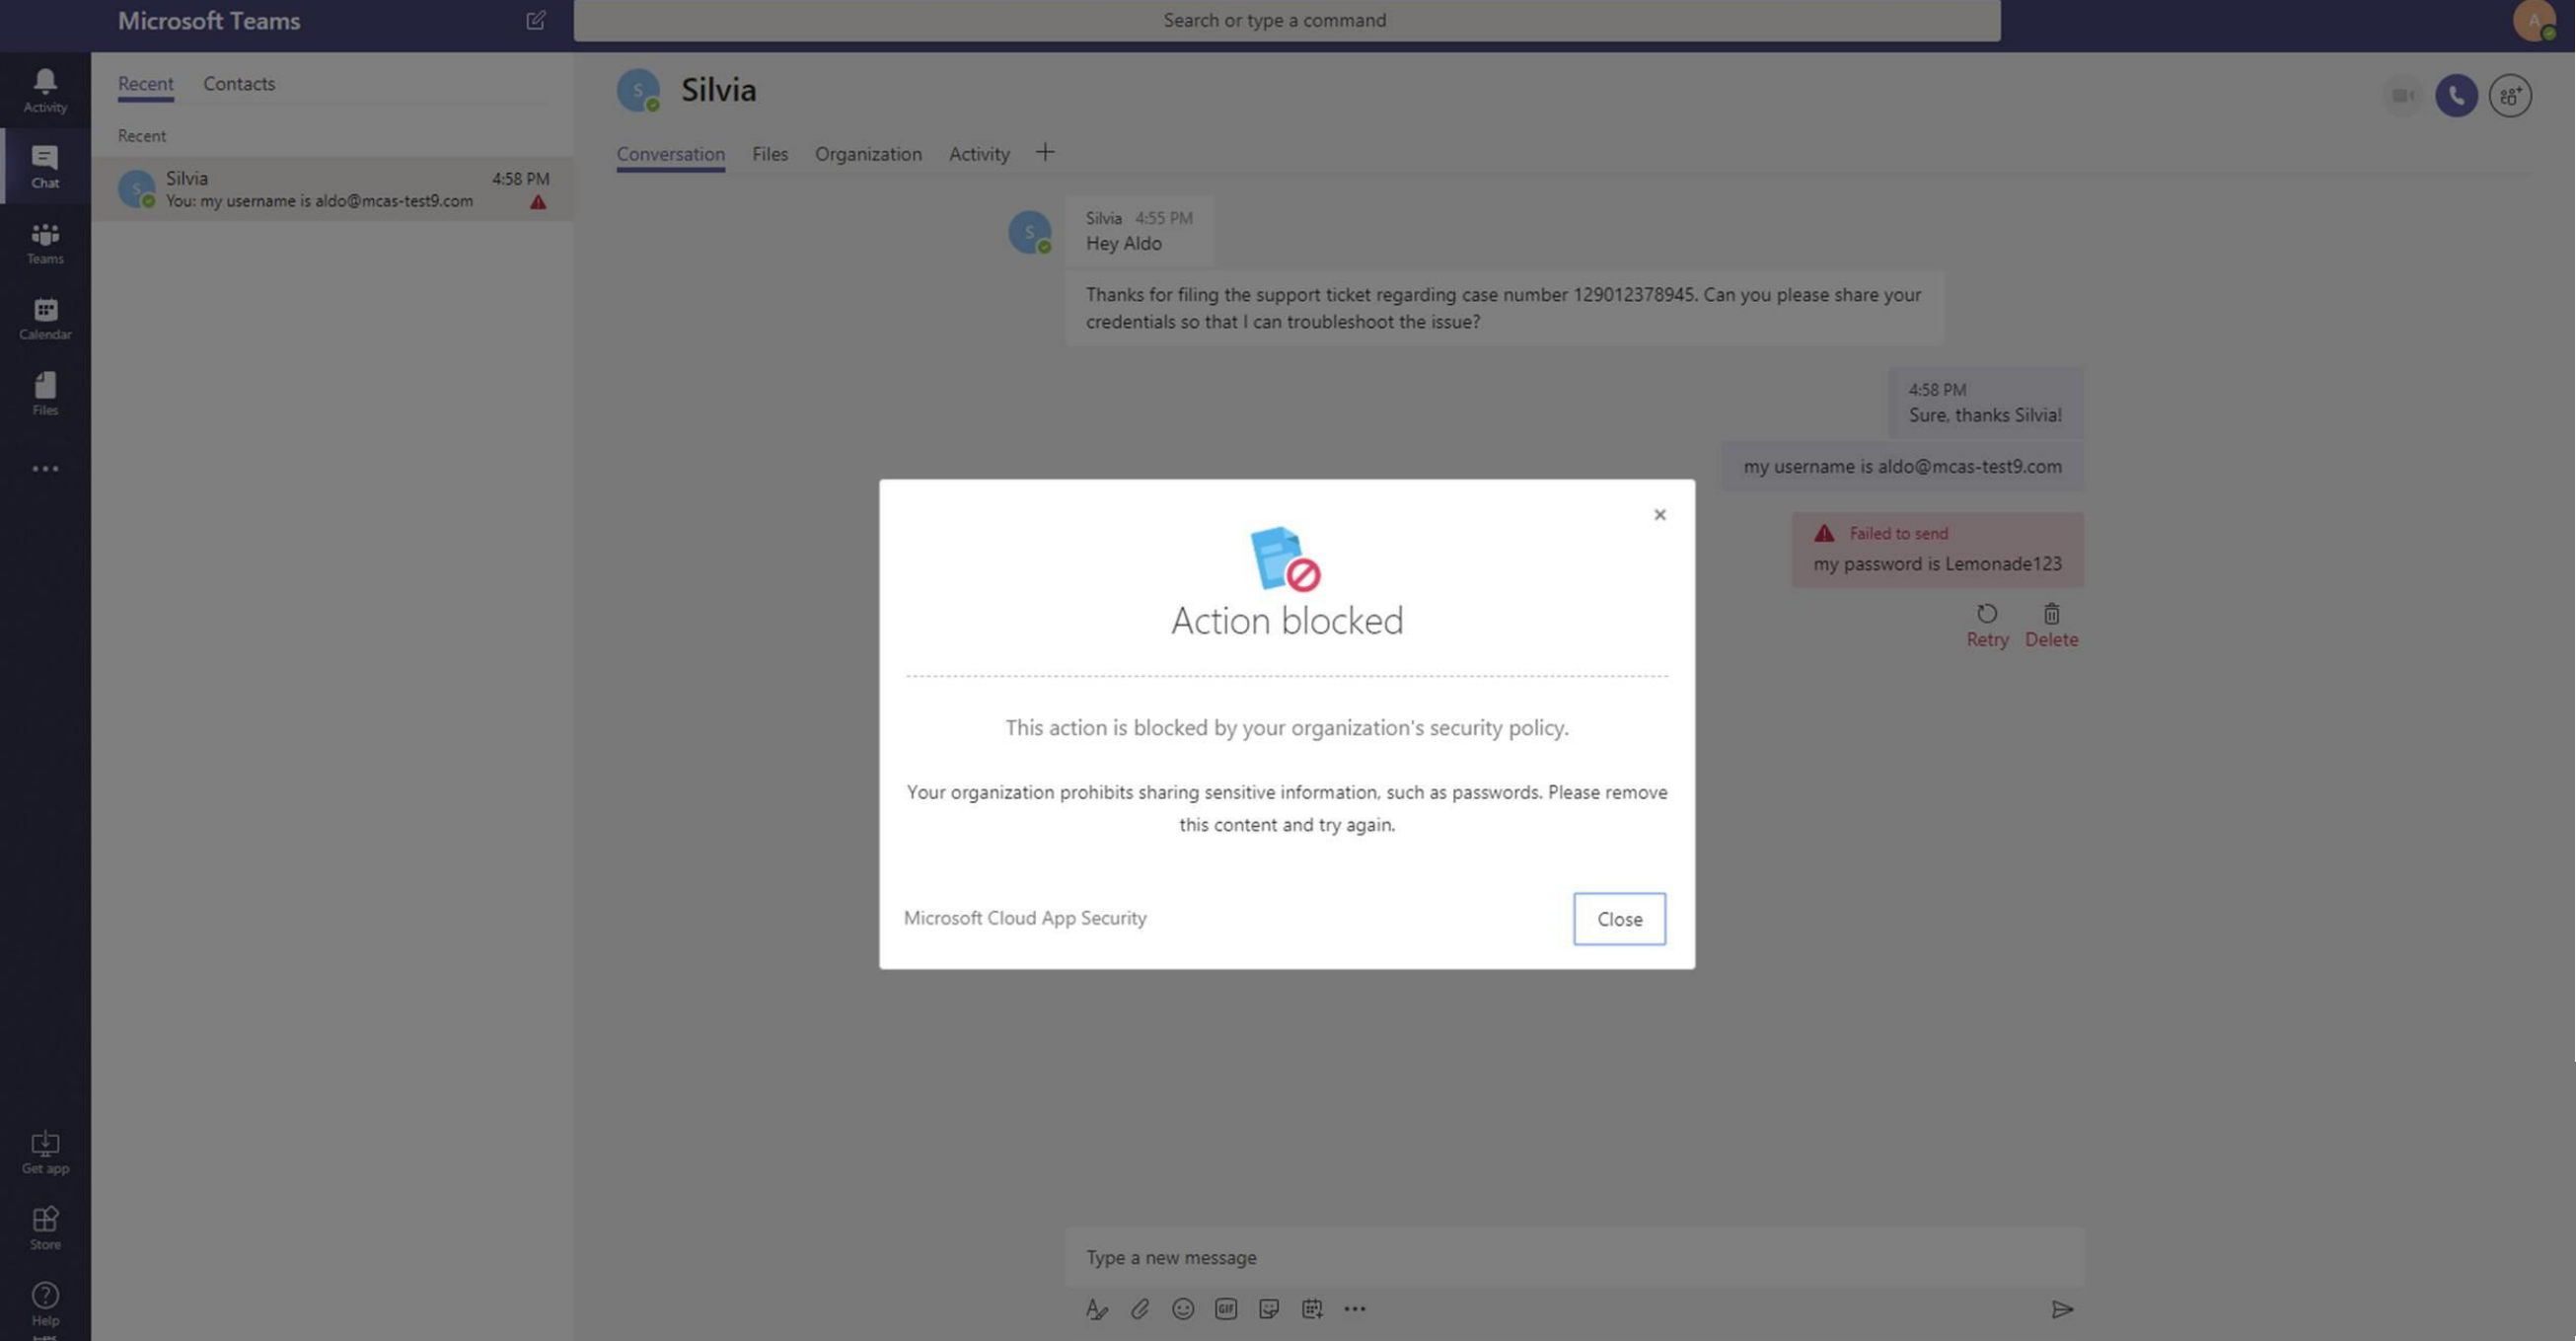 Microsoft Teams
Search or type a command
A
Activity
Chat
Teams
Calendar
Files
Get app
Store
Help
Recent
Contacts
Recent
S
Silvia
4:58 PM
You: my username is aldo@mcas-test9.com
S
Silvia
Conversation
Files
Organization
Activity
S
Silvia 4:55 PM
Hey Aldo
Thanks for filing the support ticket regarding case number 129012378945. Can you please share your
credentials so that I can troubleshoot the issue?
4:58 PM
Sure, thanks Silvia!
my username is aldo@mcas-test9.com
Failed to send
my password is Lemonade123
Retry
Delete
Action blocked
This action is blocked by your organization's security policy.
Your organization prohibits sharing sensitive information, such as passwords. Please remove
this content and try again.
Microsoft Cloud App Security
Close
Type a new message
GIF